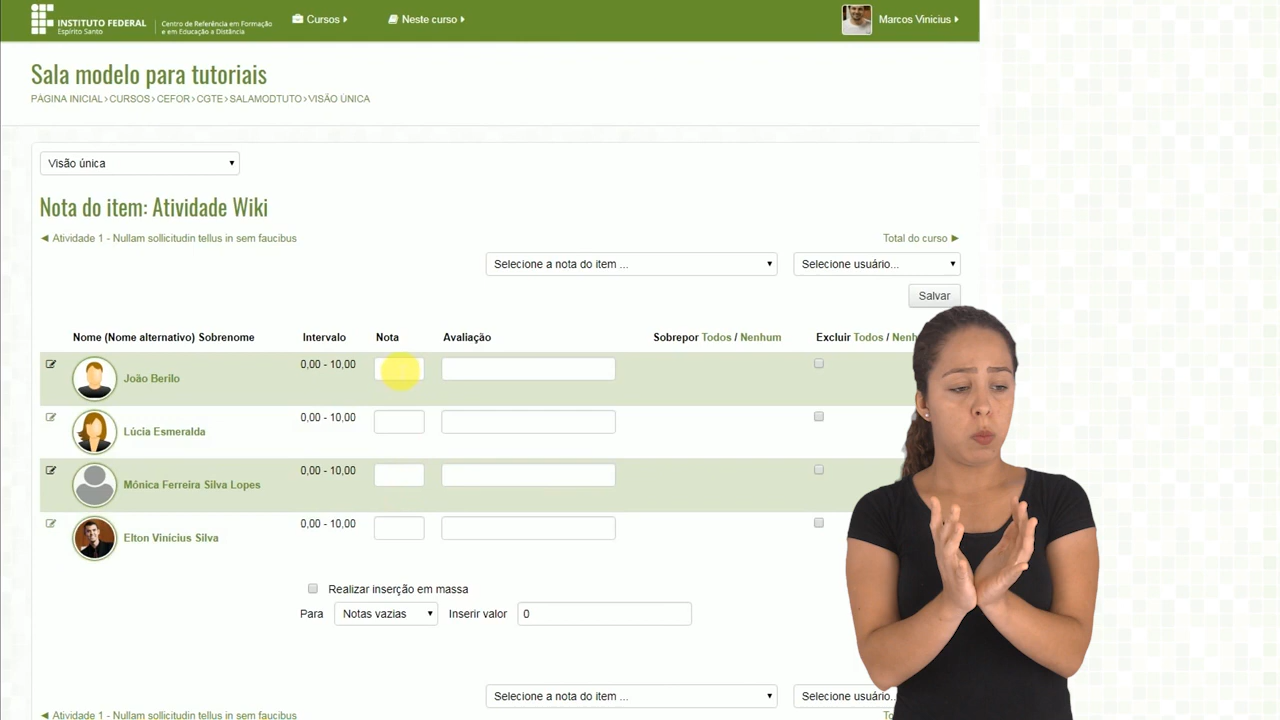 INSTITUTO FEDERAL
Espírito Santo
Centro de Referência em Formação
e em Educação a Distância
Cursos
Neste curso
Marcos Vinicius
Sala modelo para tutoriais
PÁGINA INICIAL › CURSOS › CEFOR › CGTE › SALAMODTUTO › VISÃO ÚNICA
Visão única
Nota do item: Atividade Wiki
◄ Atividade 1 - Nullam sollicitudin tellus in sem faucibus
Total do curso ►
Selecione a nota do item ...
Selecione usuário...
Salvar
Nome (Nome alternativo) Sobrenome Intervalo Nota Avaliação Sobrepor Todos / Nenhum Excluir Todos /
João Berilo 0,00 - 10,00
Lúcia Esmeralda 0,00 - 10,00
Mónica Ferreira Silva Lopes 0,00 - 10,00
Elton Vinícius Silva 0,00 - 10,00
Realizar inserção em massa
Para Notas vazias Inserir valor 0
Selecione a nota do item ...
Selecione usuário
◄ Atividade 1 - Nullam sollicitudin tellus in sem faucibus